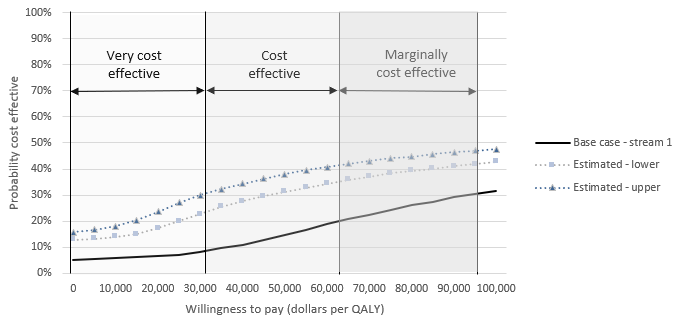 100%
90%
80%
70%
60%
50%
40%
30%
20%
10%
0%
Probability cost effective
Very cost
effective
Cost
effective
Marginally
cost effective
0 10,000 20,000 30,000 40,000 50,000 60,000 70,000 80,000 90,000 100,000
Willingness to pay (dollars per QALY)
Base case - stream 1
Estimated - lower
Estimated - upper